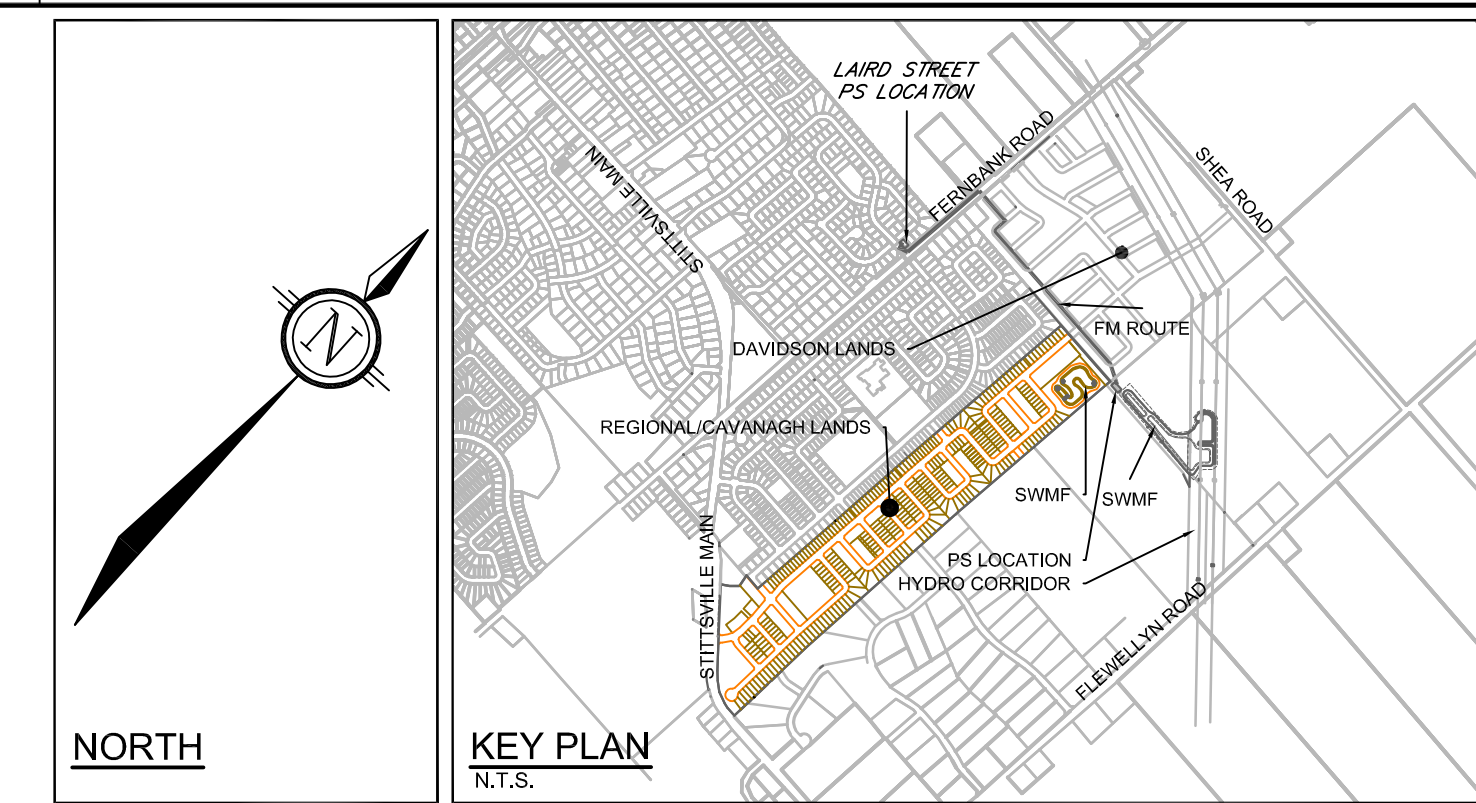 N
NORTH
LAIRD STREET
PS LOCATION
STITTSVILLE MAIN
FERNBANK ROAD
SHEA ROAD
FM ROUTE
DAVIDSON LANDS
REGIONAL/CAVANAGH LANDS
SWMF
SWMF
PS LOCATION
HYDRO CORRIDOR
STITTSVILLE MAIN
FLEWELLYN ROAD
KEY PLAN
N.T.S.